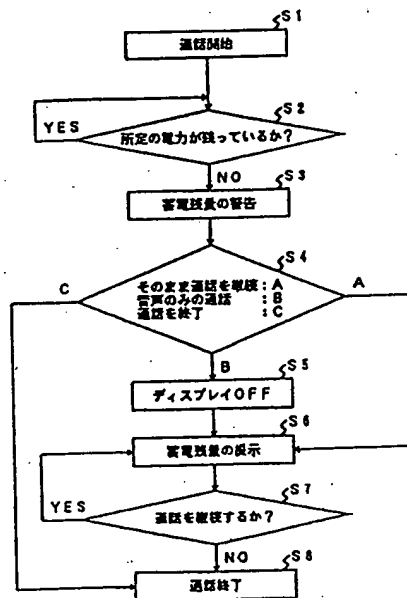 S1
通話開始
S2
YES
所定の電力が残っているか？
NO
S3
蓄電残量の警告
S4
C
A
そのまま通話を継続：A
音声のみの通話：B
通話を終了：C
B
S5
ディスプレイOFF
S6
蓄電残量の表示
S7
YES
通話を継続するか？
NO
S8
通話終了